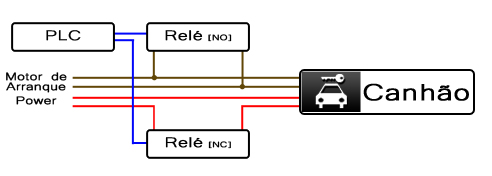 PLC
Relé [NO]
Motor de
Arranque
Power
Canhão
Relé [NC]